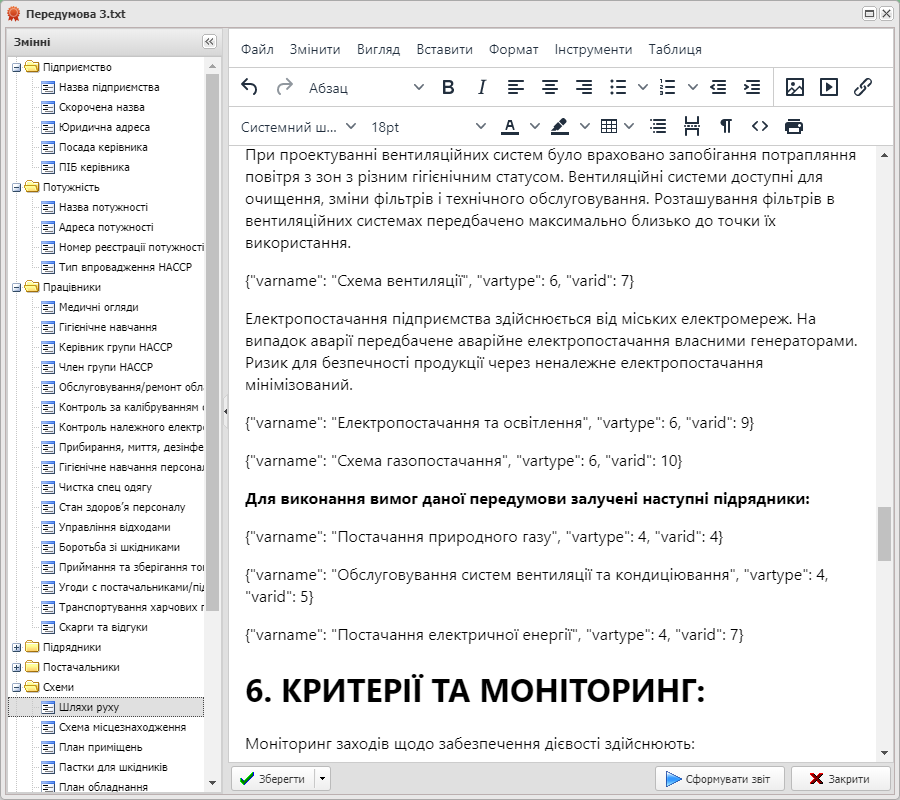 Передумова 3.txt
Змінні
Підприємство
Назва підприємства
Скорочена назва
Юридична адреса
Посада керівника
ПІБ керівника
Потужність
Назва потужності
Адреса потужності
Номер реєстрації потужності
Тип впровадження НАССР
Працівники
Медичні огляди
Гігієнічне навчання
Керівник групи НАССР
Член групи НАССР
Обслуговування/ремонт обл
Контроль за калібруванням
Контроль належного електр
Прибирання, миття, дезінфе
Гігієнічне навчання персонал
Чистка спец одягу
Стан здоров'я персоналу
Управління відходами
Боротьба зі шкідниками
Приймання та зберігання то
Угоди с постачальниками/під
Транспортування харчових п
Скарги та відгуки
Підрядники
Постачальники
Схеми
Шляхи руху
Схема місцезнаходження
План приміщень
Пастки для шкідників
План обладнання
Файл Змінити Вигляд Вставити Формат Інструменти Таблиця
Абзац
Системний ш... 18pt
При проектуванні вентиляційних систем було враховано запобігання потрапляння
повітря з зон з різним гігієнічним статусом. Вентиляційні системи доступні для
очищення, зміни фільтрів і технічного обслуговування. Розташування фільтрів в
вентиляційних системах передбачено максимально близько до точки їх
використання.
{"varname": "Схема вентиляції", "vartype": 6, "varid": 7}
Електропостачання підприємства здійснюється від міських електромереж. На
випадок аварії передбачене аварійне електропостачання власними генераторами.
Ризик для безпечності продукції через неналежне електропостачання
мінімізований.
{"varname": "Електропостачання та освітлення", "vartype": 6, "varid": 9}
{"varname": "Схема газопостачання", "vartype": 6, "varid": 10}
Для виконання вимог даної передумови залучені наступні підрядники:
{"varname": "Постачання природного газу", "vartype": 4, "varid": 4}
{"varname": "Обслуговування систем вентиляції та кондиціювання", "vartype": 4,
"varid": 5}
{"varname": "Постачання електричної енергії", "vartype": 4, "varid": 7}
6. КРИТЕРІЇ ТА МОНІТОРИНГ:
Моніторинг заходів щодо забезпечення дієвості здійснюють:
Зберегти Сформувати звіт Закрити